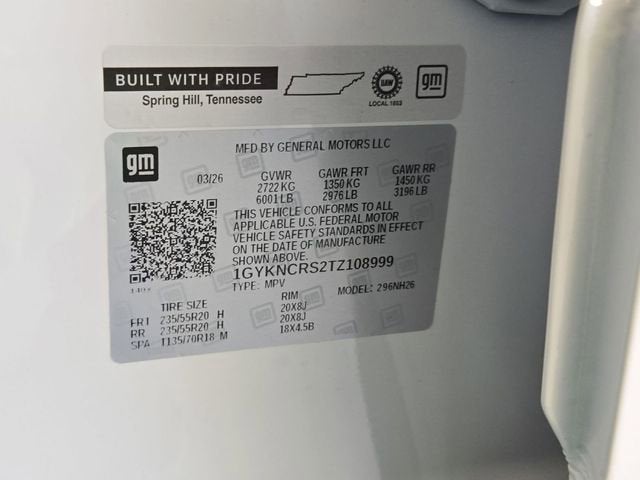 BUILT WITH PRIDE
Spring Hill, Tennessee
UAW
LOCAL 1853
gm
gm
MFD BY GENERAL MOTORS LLC
03/26 GVWR GAWR FRT GAWR RR
2722 KG 1350 KG 1450 KG
6001 LB 2976 LB 3196 LB
THIS VEHICLE CONFORMS TO ALL
APPLICABLE U.S. FEDERAL MOTOR
VEHICLE SAFETY STANDARDS IN EFFECT
ON THE DATE OF MANUFACTURE
SHOWN ABOVE.
1GYKNCRS2TZ108999
TYPE: MPV MODEL: 296NH26
TIRE SIZE RIM
FRT 235/55R20 H 20X8J
RR 235/55R20 H 20X8J
SPA T135/70R18 M 18X4.5B